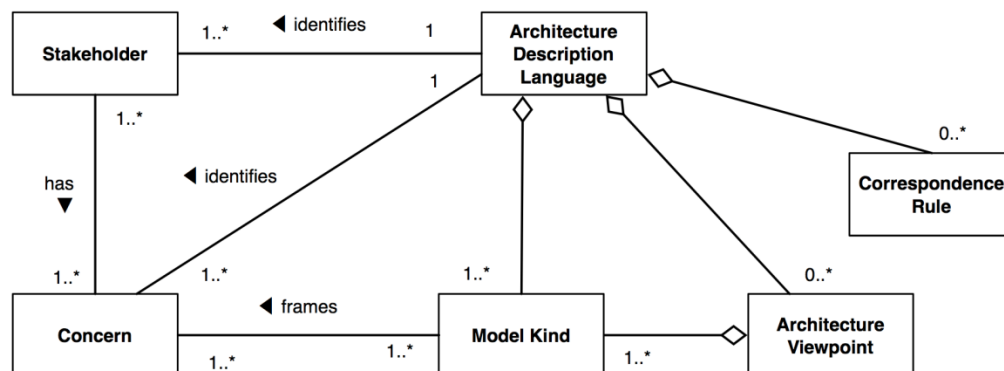 1..*
◀ identifies
1
Architecture
Description
Language
Stakeholder
1
1..*
0..*
has
▼
◀ identifies
Correspondence
Rule
1..*
1..*
1..*
0..*
◀ frames
Concern
Model Kind
Architecture
Viewpoint
1..*
1..*
1..*